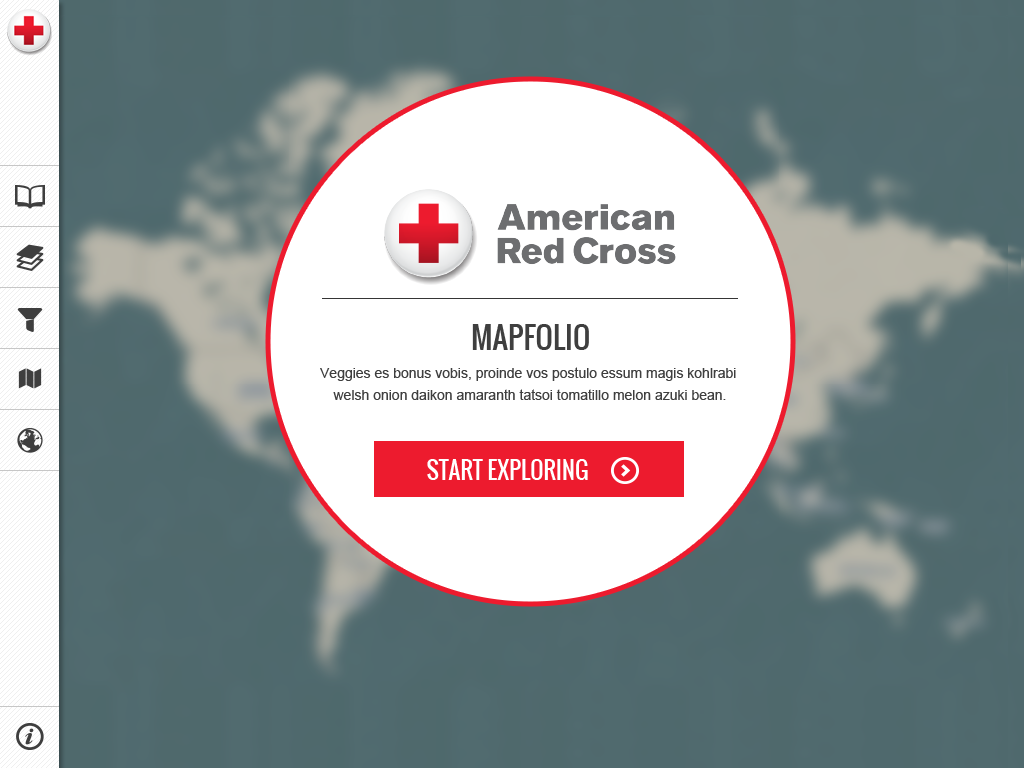 American
Red Cross
MAPFOLIO
Veggies es bonus vobis, proinde vos postulo essum magis kohlrabi
welsh onion daikon amaranth tatsoi tomatillo melon azuki bean.
START EXPLORING